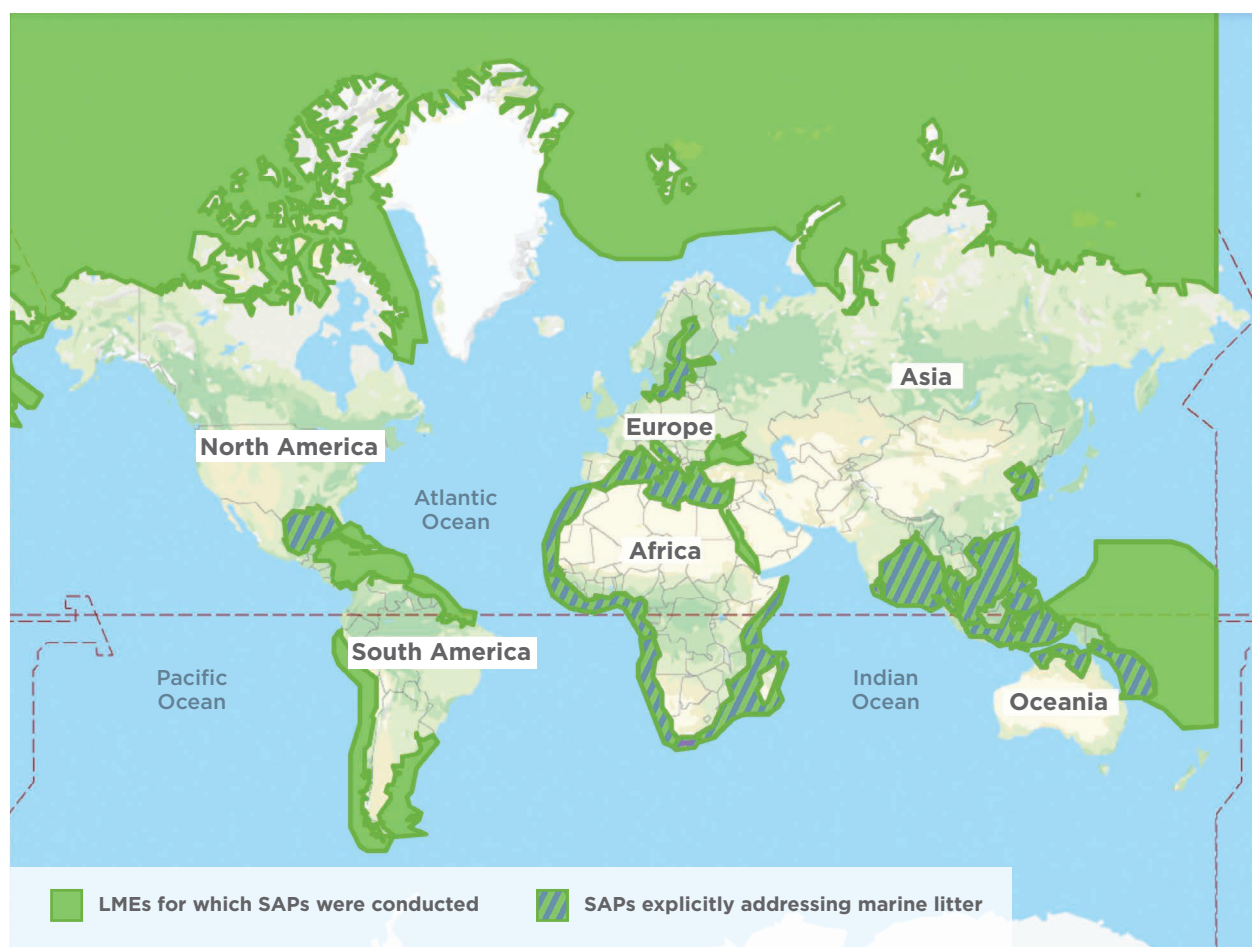 Asia
Europe
North America
Atlantic
Ocean
Africa
South America
Pacific
Ocean
Indian
Ocean
Oceania
LMEs for which SAPs were conducted
SAPs explicitly addressing marine litter